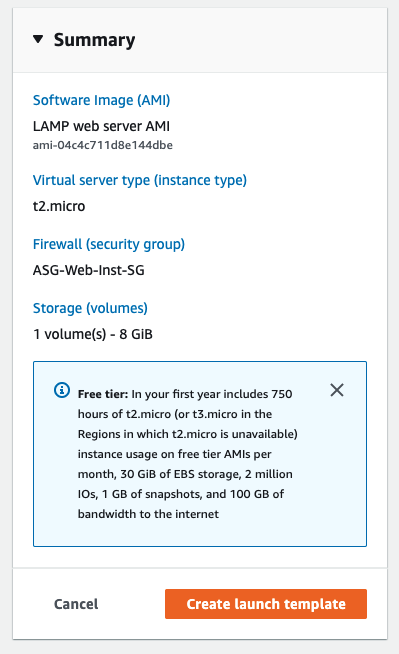 Summary
Software Image (AMI)
LAMP web server AMI
ami-04c4c711d8e144dbe
Virtual server type (instance type)
t2.micro
Firewall (security group)
ASG-Web-Inst-SG
Storage (volumes)
1 volume(s) - 8 GiB
Free tier: In your first year includes 750
hours of t2.micro (or t3.micro in the
Regions in which t2.micro is unavailable)
instance usage on free tier AMIs per
month, 30 GiB of EBS storage, 2 million
IOs, 1 GB of snapshots, and 100 GB of
bandwidth to the internet
Cancel
Create launch template